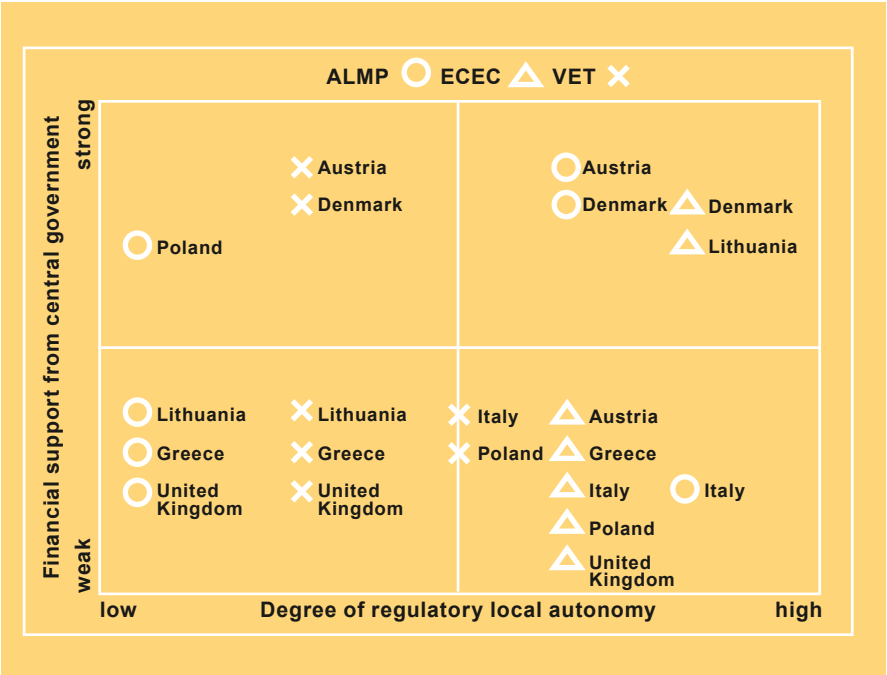 ALMP ECEC VET
Financial support from central government
strong
weak
Austria
Denmark
Poland
Austria
Denmark
Denmark
Lithuania
Lithuania
Greece
United
Kingdom
Lithuania
Greece
United
Kingdom
Italy
Poland
Austria
Greece
Italy
Poland
United
Kingdom
Italy
low Degree of regulatory local autonomy high